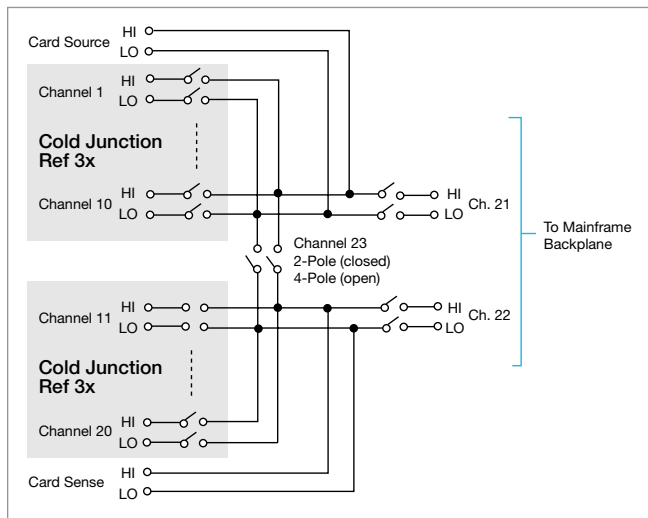 Card Source
HI
LO
Channel 1
HI
LO
Cold Junction
Ref 3x
Channel 10
HI
LO
HI
LO
Ch. 21
To Mainframe
Backplane
Channel 23
2-Pole (closed)
4-Pole (open)
Channel 11
HI
LO
HI
LO
Ch. 22
Cold Junction
Ref 3x
Channel 20
HI
LO
Card Sense
HI
LO